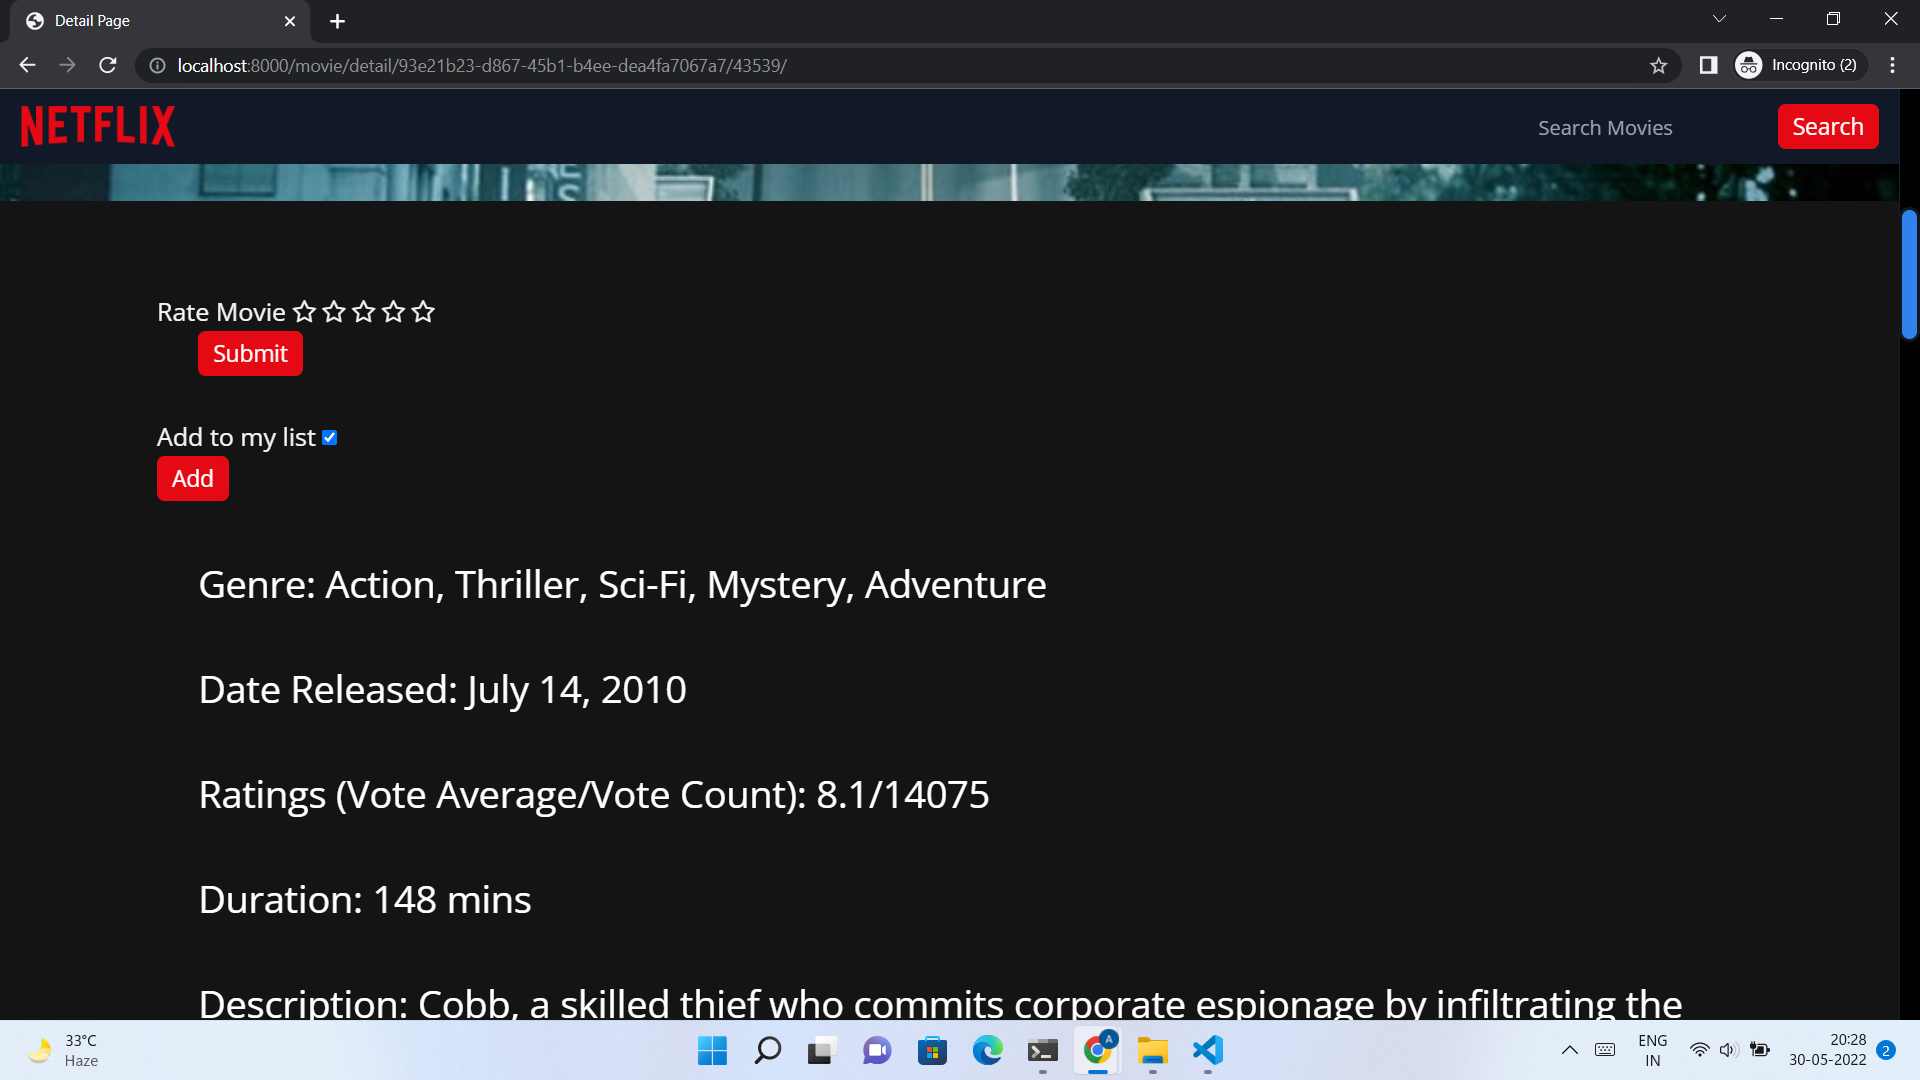 Detail Page
localhost:8000/movie/detail/93e21b23-d867-45b1-b4ee-dea4fa7067a7/43539/
Incognito (2)
NETFLIX
Search Movies
Search
Rate Movie
Submit
Add to my list
Add
Genre: Action, Thriller, Sci-Fi, Mystery, Adventure
Date Released: July 14, 2010
Ratings (Vote Average/Vote Count): 8.1/14075
Duration: 148 mins
Description: Cobb, a skilled thief who commits corporate espionage by infiltrating the
33°C
Haze
A
ENG
IN
20:28
30-05-2022
2